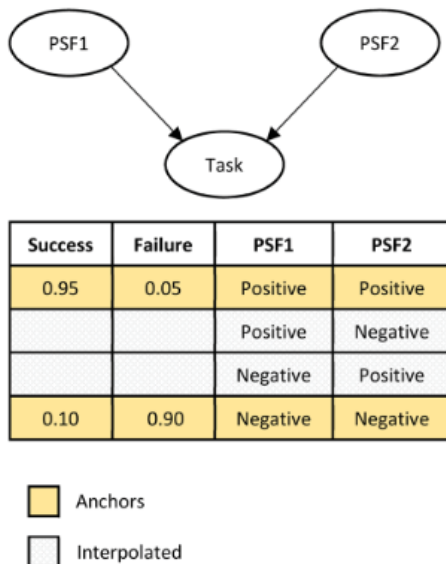 PSF1 PSF2
Task
Success Failure PSF1 PSF2
0.95 0.05 Positive Positive
Positive Negative
Negative Positive
0.10 0.90 Negative Negative
Anchors
Interpolated